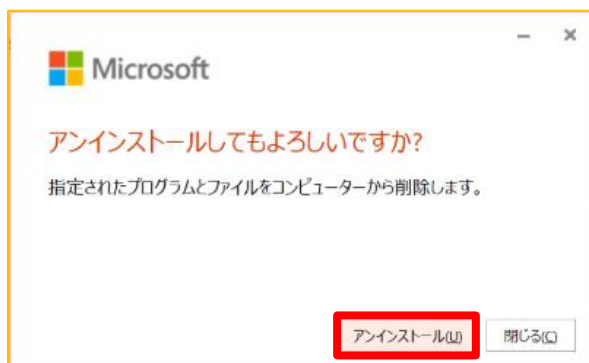 Microsoft
アンインストールしてもよろしいですか?
指定されたプログラムとファイルをコンピューターから削除します。
アンインストール(U) 閉じる(C)